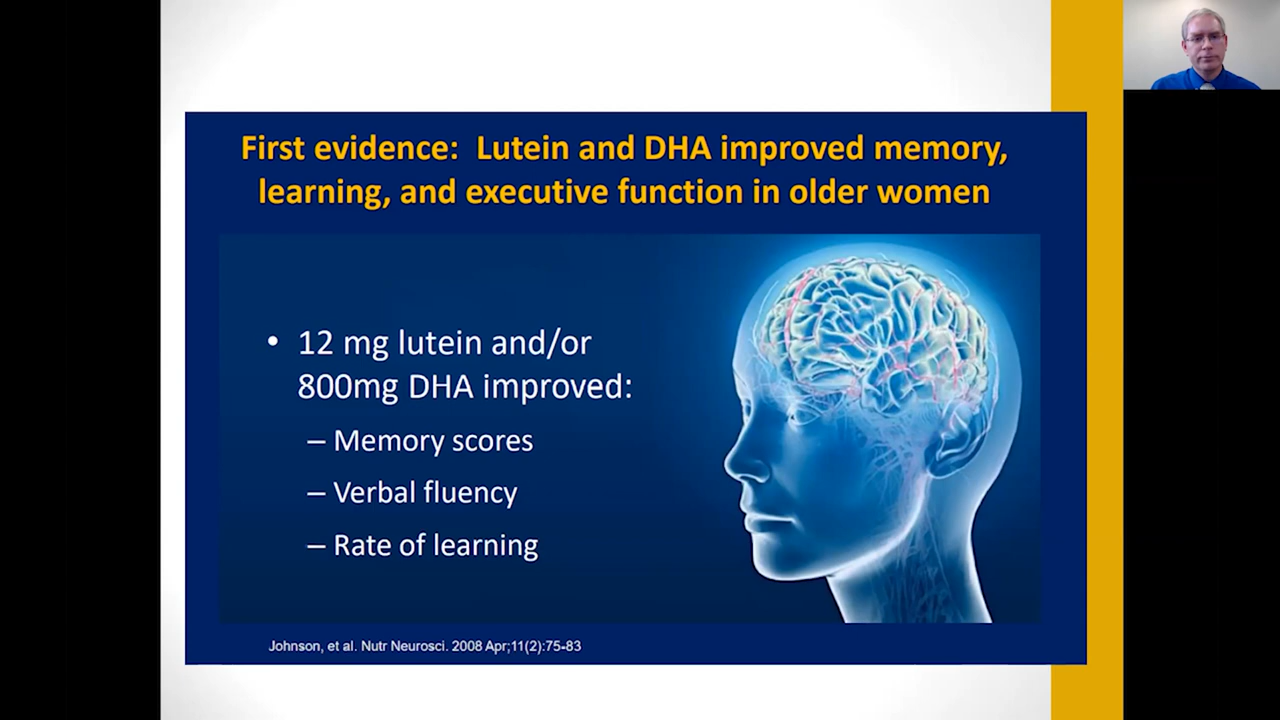 First evidence:  Lutein and DHA improved memory,
learning, and executive function in older women
• 12 mg lutein and/or
800mg DHA improved:
– Memory scores
– Verbal fluency
– Rate of learning
Johnson, et al. Nutr Neurosci. 2008 Apr;11(2):75-83